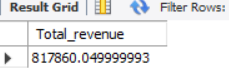 Result Grid Filter Rows:
Total_revenue
817860.049999993